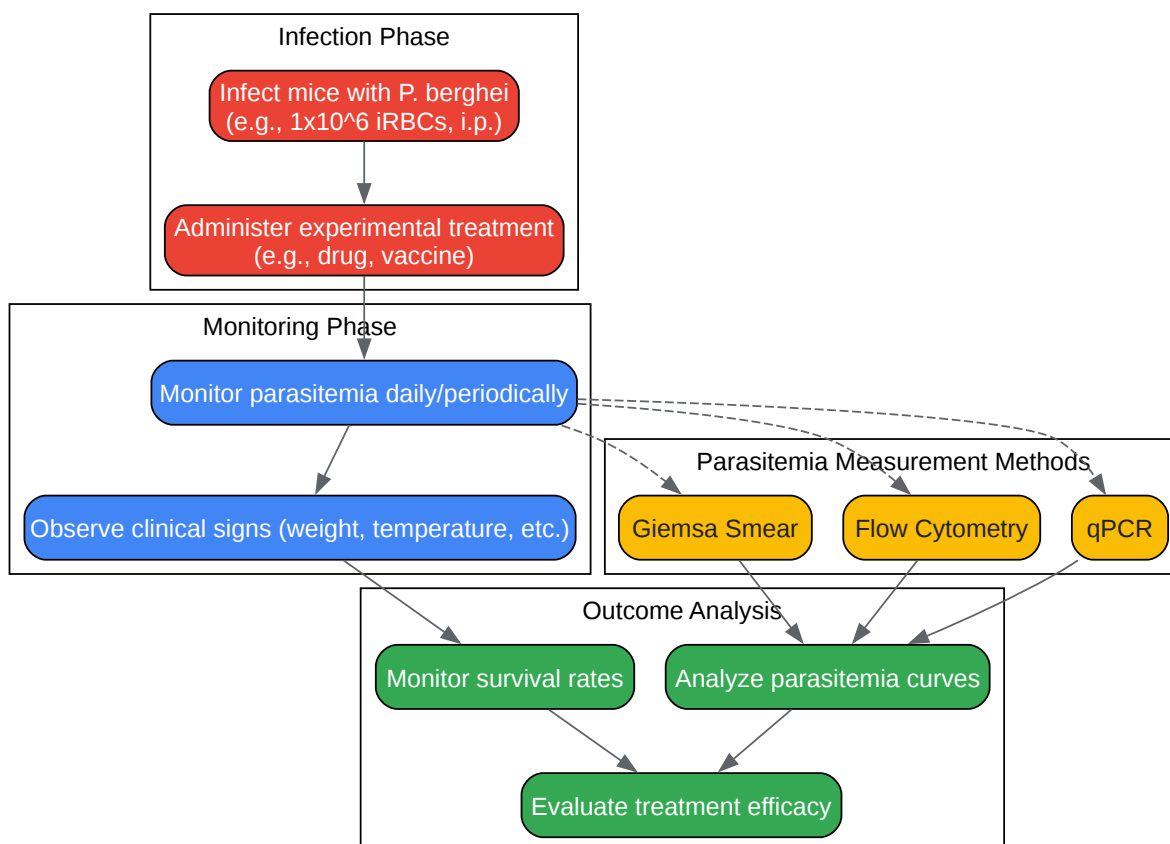 Infection Phase
Infect mice with P. berghei
(e.g., 1x10^6 iRBCs, i.p.)
Administer experimental treatment
(e.g., drug, vaccine)
Monitoring Phase
Monitor parasitemia daily/periodically
Observe clinical signs (weight, temperature, etc.)
Parasitemia Measurement Methods
Giemsa Smear
Flow Cytometry
qPCR
Outcome Analysis
Monitor survival rates
Analyze parasitemia curves
Evaluate treatment efficacy